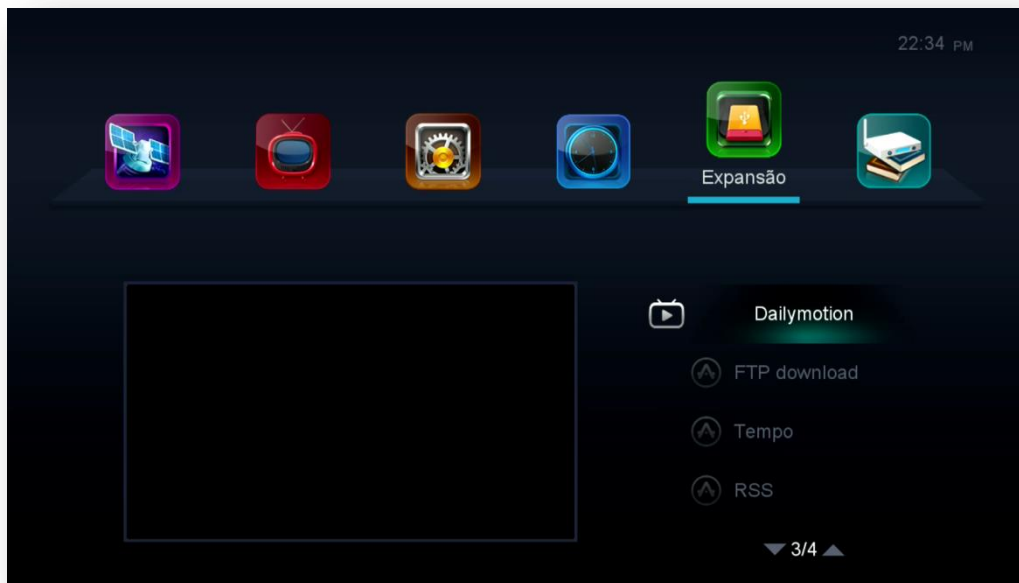 22:34 PM
Expansão
Dailymotion
FTP download
Tempo
RSS
3/4